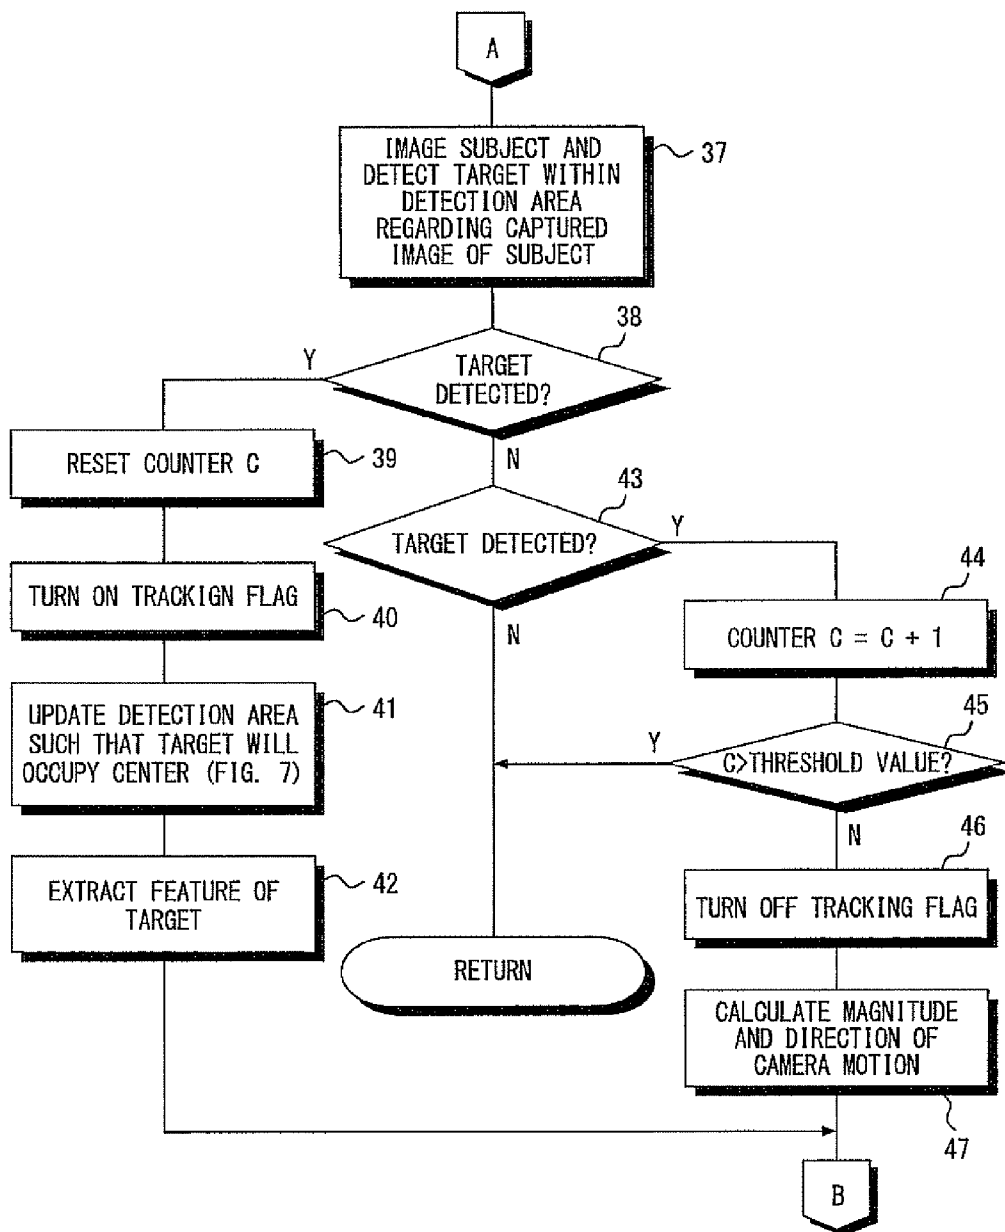 A
IMAGE SUBJECT AND
DETECT TARGET WITHIN
DETECTION AREA
REGARDING CAPTURED
IMAGE OF SUBJECT
37
38
Y
TARGET
DETECTED?
N
RESET COUNTER C
39
43
TARGET DETECTED?
Y
N
TURN ON TRACKIGN FLAG
40
44
COUNTER C = C + 1
UPDATE DETECTION AREA
SUCH THAT TARGET WILL
OCCUPY CENTER (FIG. 7)
41
45
Y
C>THRESHOLD VALUE?
N
EXTRACT FEATURE OF
TARGET
42
46
TURN OFF TRACKING FLAG
RETURN
CALCULATE MAGNITUDE
AND DIRECTION OF
CAMERA MOTION
47
B